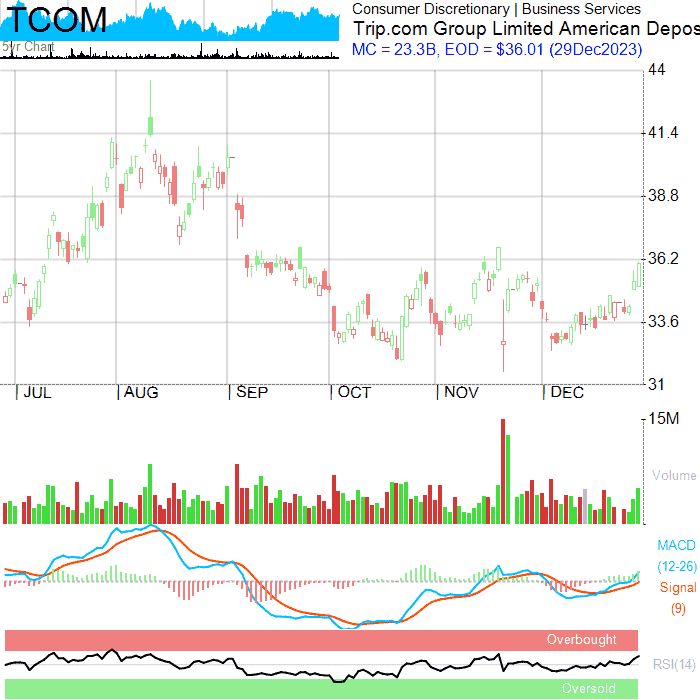 TCOM
5yr Chart
Consumer Discretionary | Business Services
Trip.com Group Limited American Depos
MC = 23.3B, EOD = $36.01 (29Dec2023)
44
41.4
38.8
36.2
33.6
31
JUL AUG SEP OCT NOV DEC
15M
Volume
MACD
(12-26)
Signal
(9)
Overbought
RSI(14)
Oversold